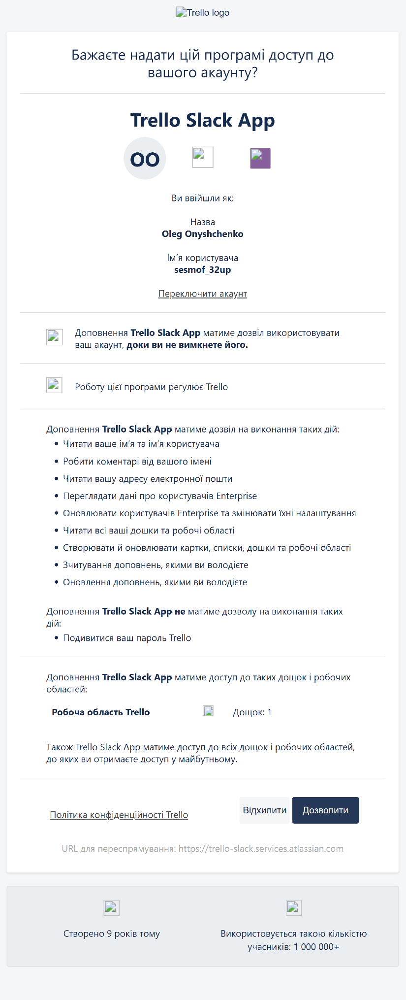 Trello logo
Бажаєте надати цій програмі доступ до
вашого акаунту?
Trello Slack App
OO
Ви ввійшли як:
Назва
Oleg Onyshchenko
Ім’я користувача
sesmof_32up
Переключити акаунт
Доповнення Trello Slack App матиме дозвіл використовувати
ваш акаунт, доки ви не вимкнете його.
Роботу цієї програми регулює Trello
Доповнення Trello Slack App матиме дозвіл на виконання таких дій:
• Читати ваше ім’я та ім’я користувача
• Робити коментарі від вашого імені
• Читати вашу адресу електронної пошти
• Переглядати дані про користувачів Enterprise
• Оновлювати користувачів Enterprise та змінювати їхні налаштування
• Читати всі ваші дошки та робочі області
• Створювати й оновлювати картки, списки, дошки та робочі області
• Зчитування доповнень, якими ви володієте
• Оновлення доповнень, якими ви володієте
Доповнення Trello Slack App не матиме дозволу на виконання таких
дій:
• Подивитися ваш пароль Trello
Доповнення Trello Slack App матиме доступ до таких дощок і робочих
областей:
Робоча область Trello Дощок: 1
Також Trello Slack App матиме доступ до всіх дощок і робочих областей,
до яких ви отримаєте доступ у майбутньому.
Політика конфіденційності Trello Відхилити Дозволити
URL для переспрямування: https://trello-slack.services.atlassian.com
Створено 9 років тому
Використовується такою кількістю
учасників: 1 000 000+